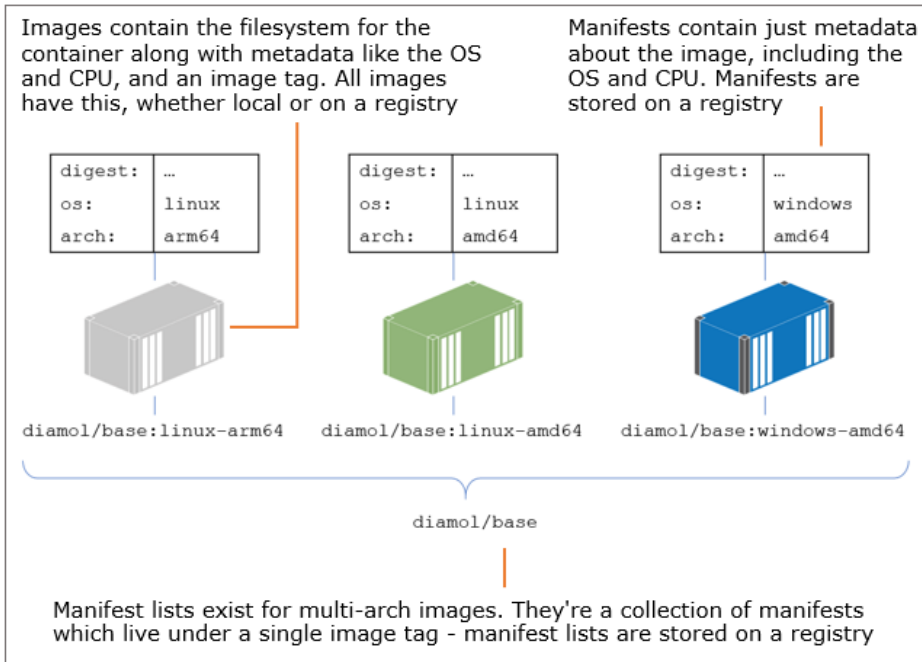 Images contain the filesystem for the
container along with metadata like the OS
and CPU, and an image tag. All images
have this, whether local or on a registry
Manifests contain just metadata
about the image, including the
OS and CPU. Manifests are
stored on a registry
digest: …
os: linux
arch: arm64
digest: …
os: linux
arch: amd64
digest: …
os: windows
arch: amd64
diamol/base:linux-arm64
diamol/base:linux-amd64
diamol/base:windows-amd64
diamol/base
Manifest lists exist for multi-arch images. They're a collection of manifests
which live under a single image tag - manifest lists are stored on a registry